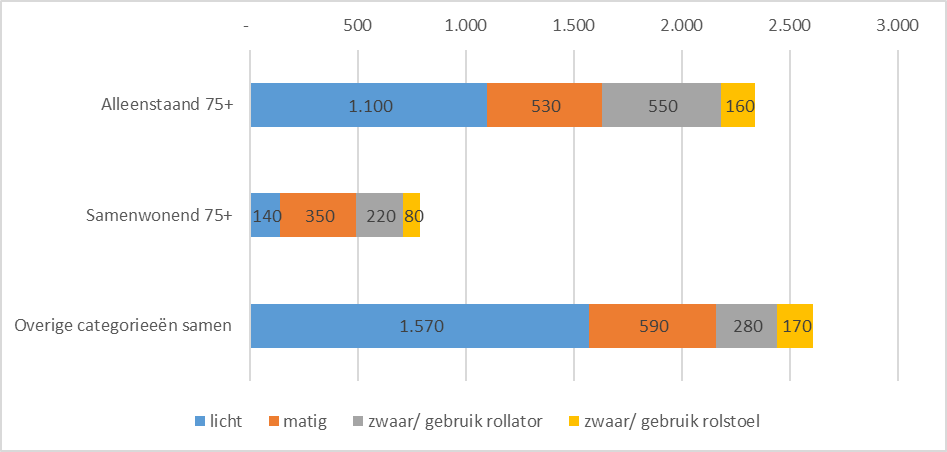 - 500 1.000 1.500 2.000 2.500 3.000
Alleenstaand 75+ 1.100 530 550 160
Samenwonend 75+ 140 350 220 80
Overige categorieeën samen 1.570 590 280 170
licht matig zwaar/ gebruik rollator zwaar/ gebruik rolstoel